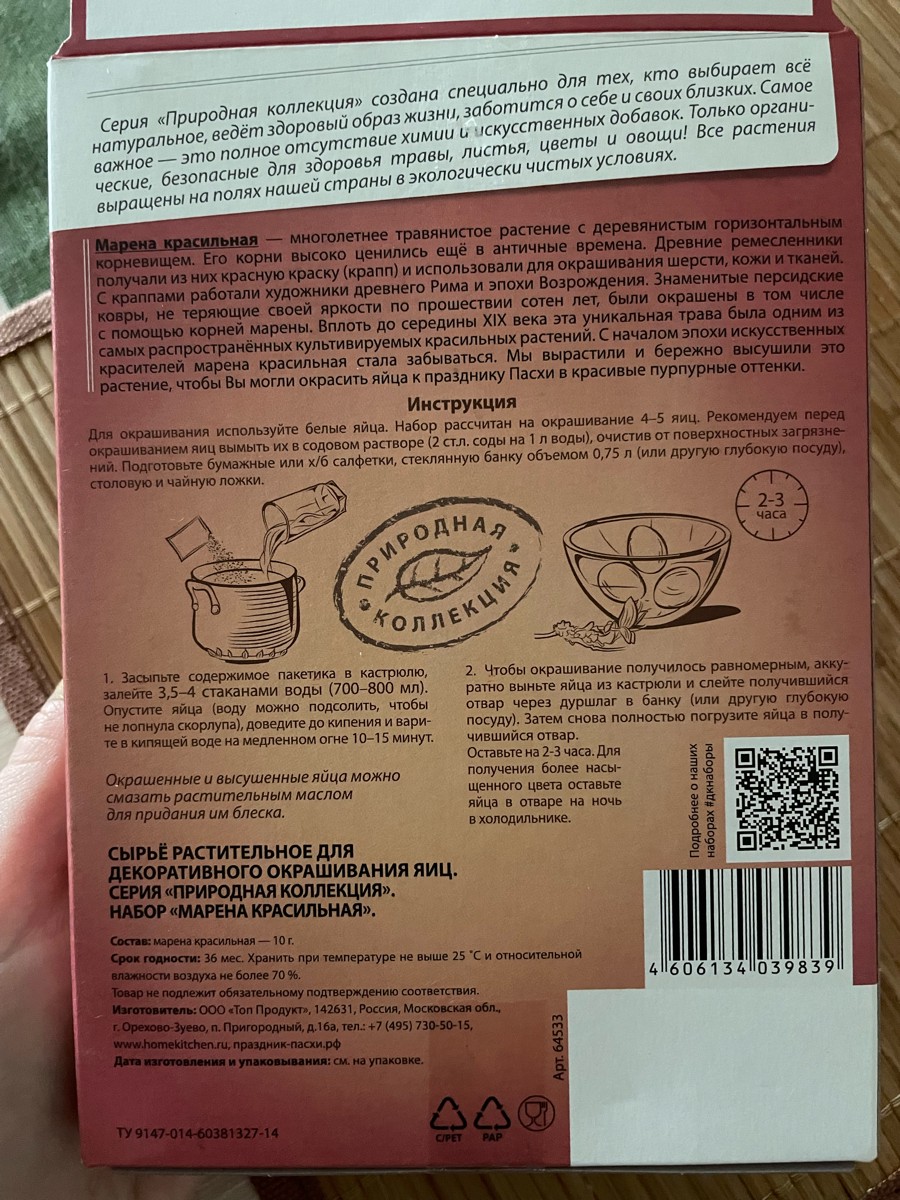 Серия «Природная коллекция» создана специально для тех, кто выбирает всё
натуральное, ведёт здоровый образ жизни, заботится о себе и своих близких. Самое
важное — это полное отсутствие химии и искусственных добавок. Только органи-
ческие, безопасные для здоровья травы, листья, цветы и овощи! Все растения
выращены на полях нашей страны в экологически чистых условиях.
Марена красильная — многолетнее травянистое растение с деревянистым горизонтальным
корневищем. Его корни высоко ценились ещё в античные времена. Древние ремесленники
получали из них красную краску (крапп) и использовали для окрашивания шерсти, кожи и тканей.
С краппами работали художники древнего Рима и эпохи Возрождения. Знаменитые персидские
ковры, не теряющие своей яркости по прошествии сотен лет, были окрашены в том числе
с помощью корней марены. Вплоть до середины XIX века эта уникальная трава была одним из
самых распространённых культивируемых красильных растений. С началом эпохи искусственных
красителей марена красильная стала забываться. Мы вырастили и бережно высушили это
растение, чтобы Вы могли окрасить яйца к празднику Пасхи в красивые пурпурные оттенки.
Инструкция
Для окрашивания используйте белые яйца. Набор рассчитан на окрашивание 4–5 яиц. Рекомендуем перед
окрашиванием яиц вымыть их в содовом растворе (2 ст.л. соды на 1 л воды), очистив от поверхностных загрязне-
ний. Подготовьте бумажные или х/б салфетки, стеклянную банку объемом 0,75 л (или другую глубокую посуду),
столовую и чайную ложки.
ПРИРОДНАЯ
КОЛЛЕКЦИЯ
2-3
часа
1. Засыпьте содержимое пакетика в кастрюлю,
залейте 3,5–4 стаканами воды (700–800 мл).
Опустите яйца (воду можно подсолить, чтобы
не лопнула скорлупа), доведите до кипения и вари-
те в кипящей воде на медленном огне 10–15 минут.
Окрашенные и высушенные яйца можно
смазать растительным маслом
для придания им блеска.
2. Чтобы окрашивание получилось равномерным, акку-
ратно выньте яйца из кастрюли и слейте получившийся
отвар через дуршлаг в банку (или другую глубокую
посуду). Затем снова полностью погрузите яйца в полу-
чившийся отвар.
Оставьте на 2-3 часа. Для
получения более насы-
щенного цвета оставьте
яйца в отваре на ночь
в холодильнике.
Подробнее о наших
наборах #дкнаборы
СЫРЬЁ РАСТИТЕЛЬНОЕ ДЛЯ
ДЕКОРАТИВНОГО ОКРАШИВАНИЯ ЯИЦ.
СЕРИЯ «ПРИРОДНАЯ КОЛЛЕКЦИЯ».
НАБОР «МАРЕНА КРАСИЛЬНАЯ».
Состав: марена красильная — 10 г.
Срок годности: 36 мес. Хранить при температуре не выше 25 ˚С и относительной
влажности воздуха не более 70 %.
Товар не подлежит обязательному подтверждению соответствия.
Изготовитель: ООО «Топ Продукт», 142631, Россия, Московская обл.,
г. Орехово-Зуево, п. Пригородный, д.16а, тел.: +7 (495) 730-50-15,
www.homekitchen.ru, праздник-пасхи.рф
Дата изготовления и упаковывания: см. на упаковке.
4 606134 039839
Арт. 64533
C/PET
PAP
ТУ 9147-014-60381327-14